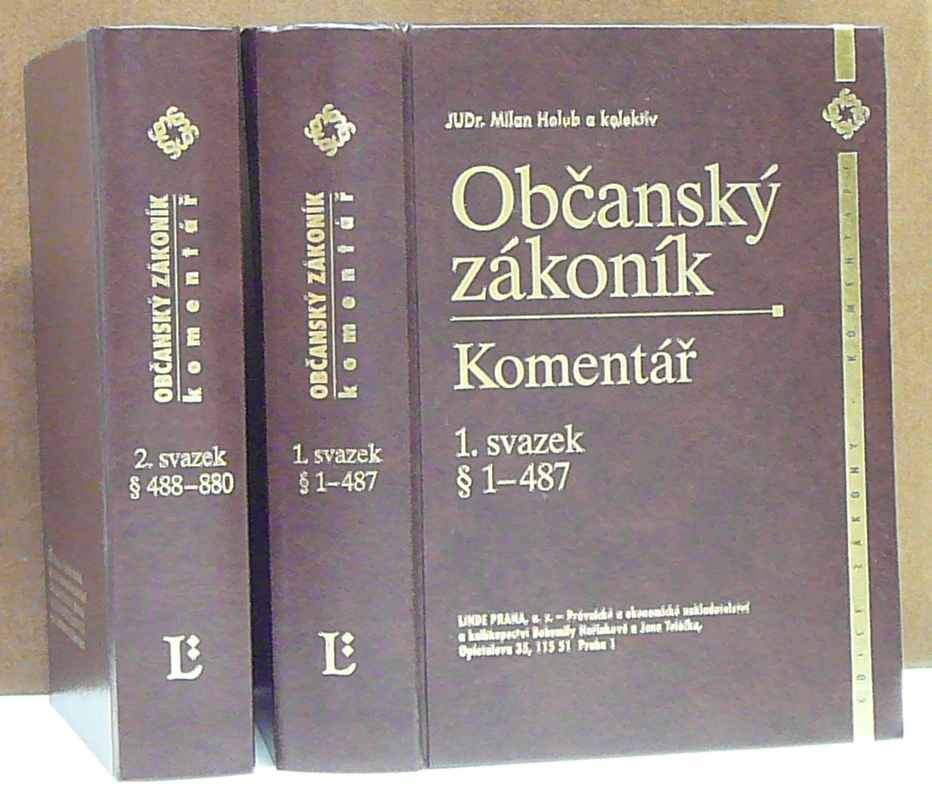 OBČANSKÝ ZÁKONÍK
komentář
2. svazek
§ 488–880
L
OBČANSKÝ ZÁKONÍK
komentář
1. svazek
§ 1–487
L
JUDr. Milan Holub a kolektiv
Občanský
zákoník
Komentář
1. svazek
§ 1–487
LINDE PRAHA, a. s. – Právnické a ekonomické nakladatelství
a knihkupectví Bohumily Hořínkové a Jana Tuláčka,
Opletalova 35, 115 51 Praha 1
EDICE ZÁKONY - KOMENTÁŘE